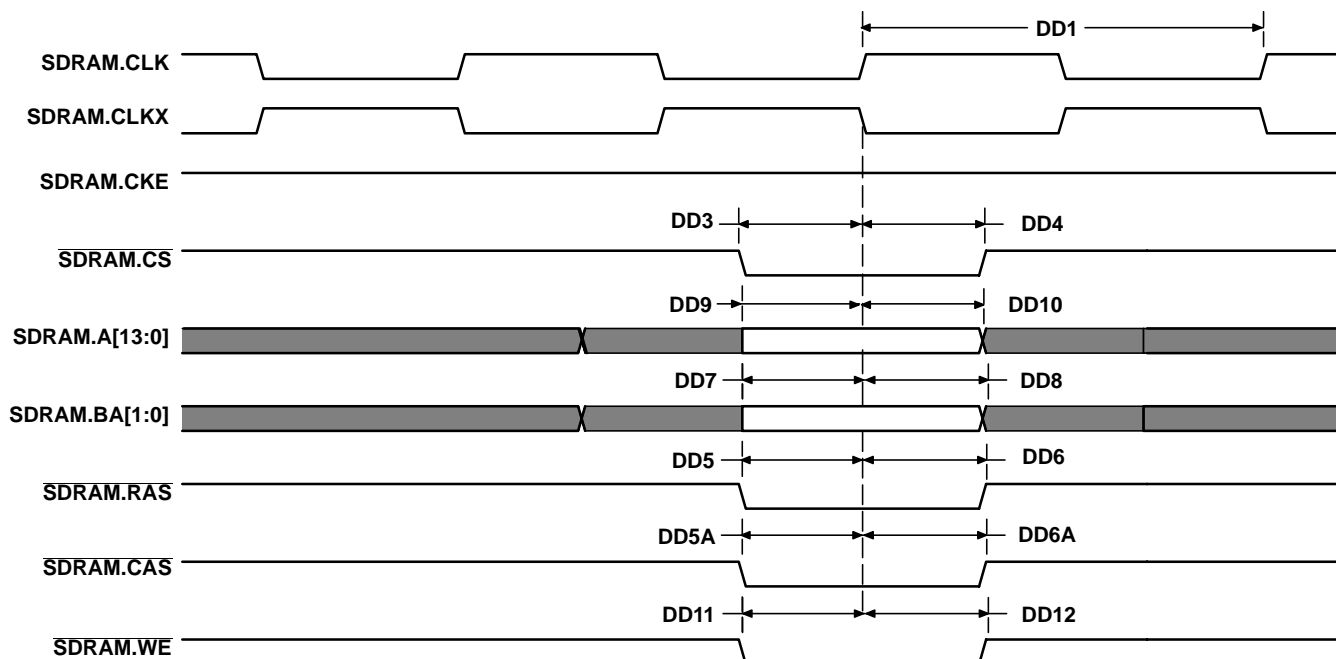 DD1
SDRAM.CLK
SDRAM.CLKX
SDRAM.CKE
DD3 DD4
SDRAM.CS
DD9 DD10
SDRAM.A[13:0]
DD7 DD8
SDRAM.BA[1:0]
DD5 DD6
SDRAM.RAS
DD5A DD6A
SDRAM.CAS
DD11 DD12
SDRAM.WE